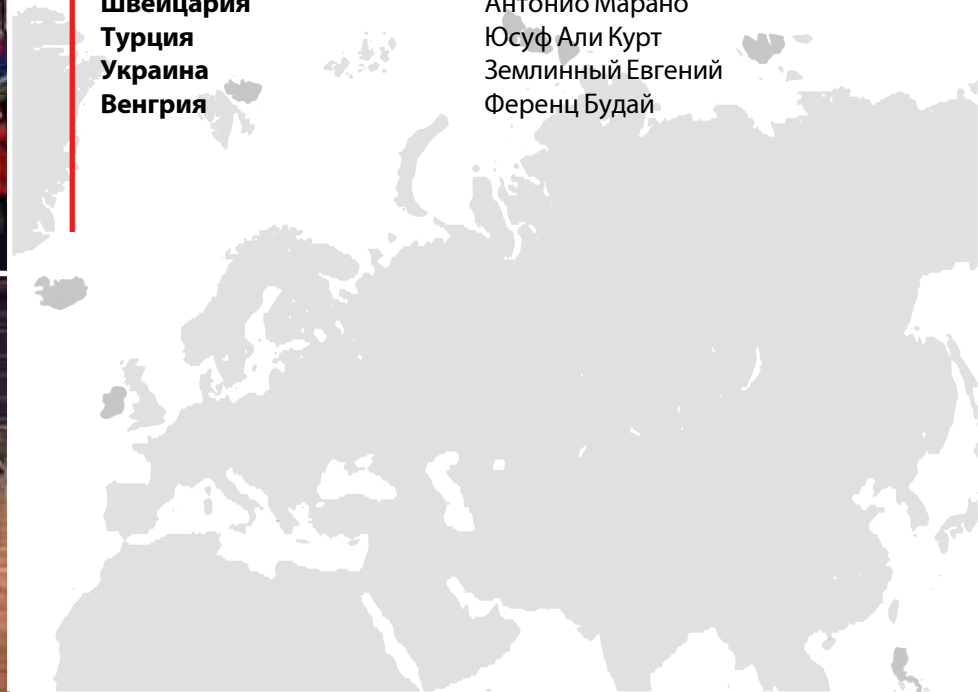 Швейцария Антонио Марано
Турция Юсуф Али Курт
Украина Землинный Евгений
Венгрия Ференц Будай